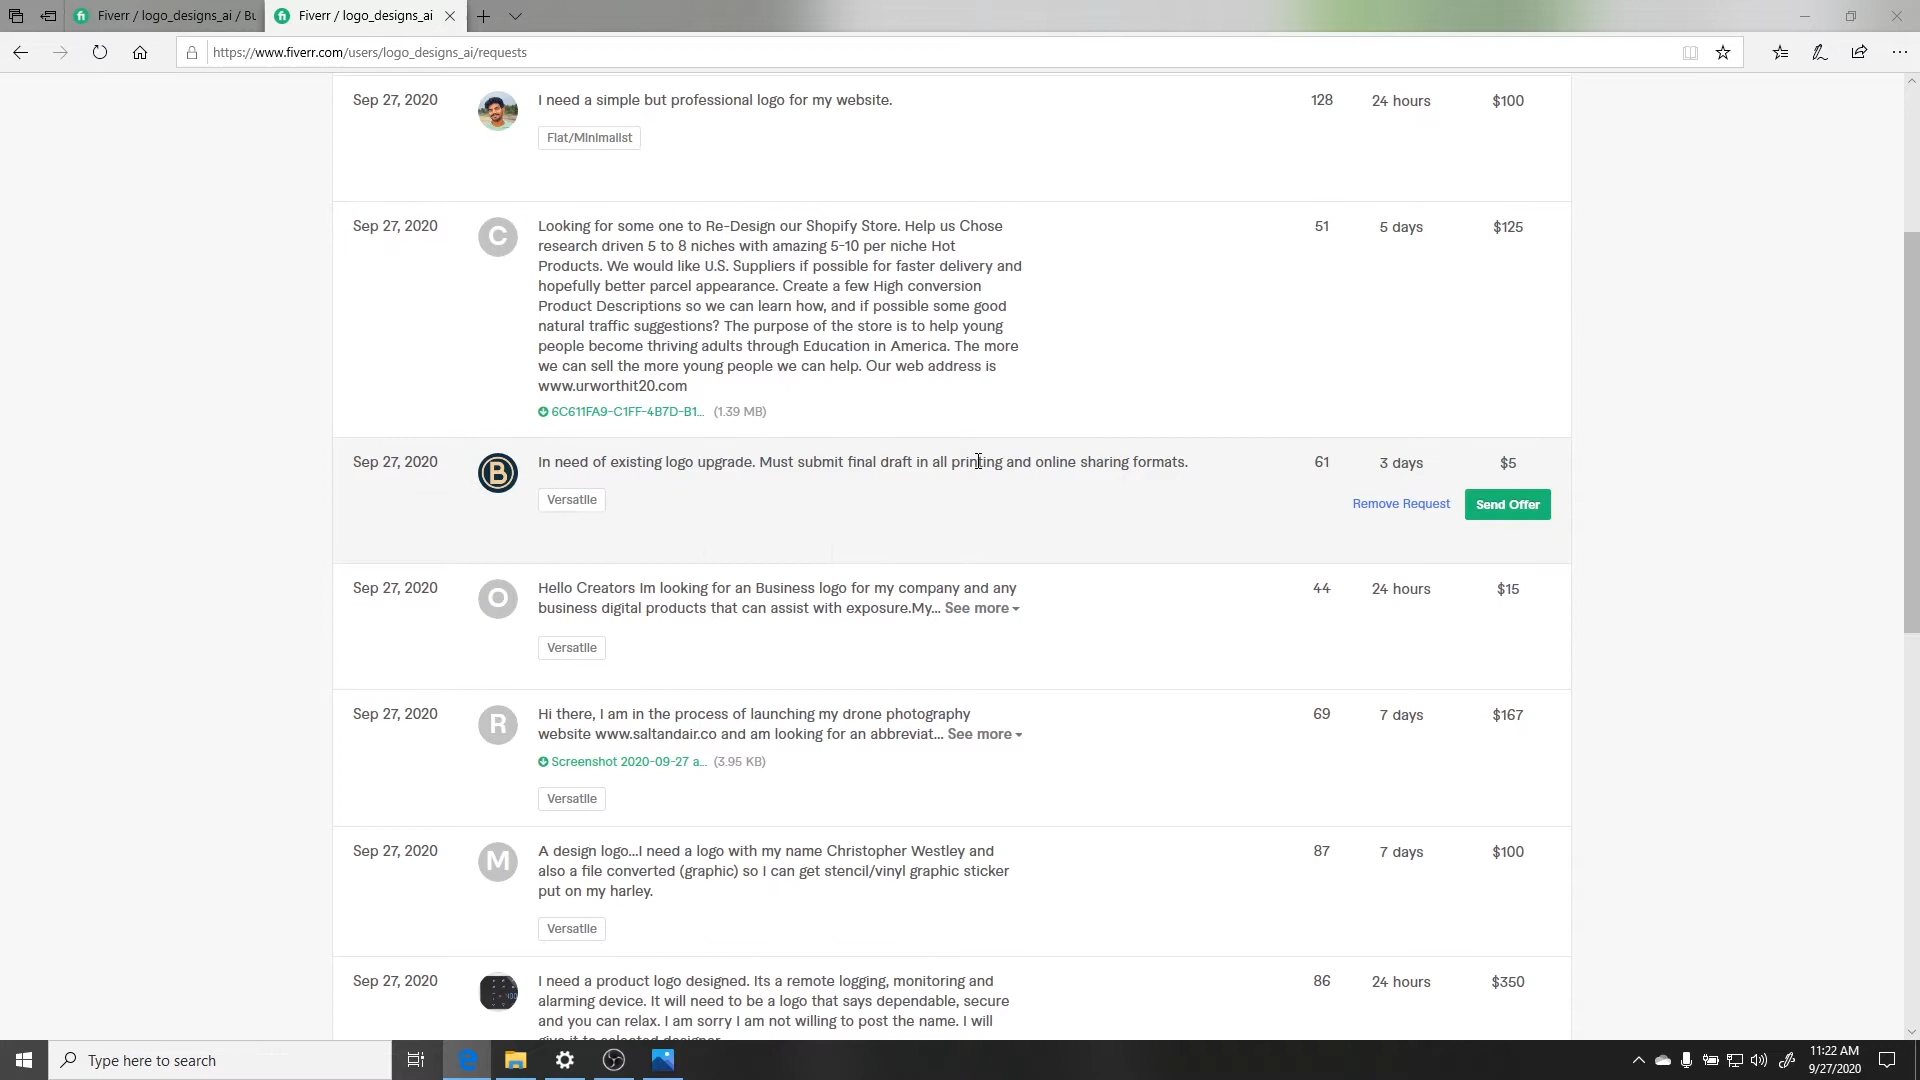 Fiverr / logo_designs_ai / Bu
Fiverr / logo_designs_ai
https://www.fiverr.com/users/logo_designs_ai/requests
Sep 27, 2020
I need a simple but professional logo for my website.
128
24 hours
$100
Flat/Minimalist
Sep 27, 2020
C
Looking for some one to Re-Design our Shopify Store. Help us Chose
research driven 5 to 8 niches with amazing 5-10 per niche Hot
Products. We would like U.S. Suppliers if possible for faster delivery and
hopefully better parcel appearance. Create a few High conversion
Product Descriptions so we can learn how, and if possible some good
natural traffic suggestions? The purpose of the store is to help young
people become thriving adults through Education in America. The more
we can sell the more young people we can help. Our web address is
www.urworthit20.com
51
5 days
$125
6C611FA9-C1FF-4B7D-B1... (1.39 MB)
Sep 27, 2020
B
In need of existing logo upgrade. Must submit final draft in all printing and online sharing formats.
61
3 days
$5
Versatile
Remove Request
Send Offer
Sep 27, 2020
O
Hello Creators Im looking for an Business logo for my company and any
business digital products that can assist with exposure.My... See more
44
24 hours
$15
Versatile
Sep 27, 2020
R
Hi there, I am in the process of launching my drone photography
website www.saltandair.co and am looking for an abbreviat... See more
69
7 days
$167
Screenshot 2020-09-27 a... (3.95 KB)
Versatile
Sep 27, 2020
M
A design logo...I need a logo with my name Christopher Westley and
also a file converted (graphic) so I can get stencil/vinyl graphic sticker
put on my harley.
87
7 days
$100
Versatile
Sep 27, 2020
I need a product logo designed. Its a remote logging, monitoring and
alarming device. It will need to be a logo that says dependable, secure
and you can relax. I am sorry I am not willing to post the name. I will
give it to selected designer
86
24 hours
$350
Type here to search
11:22 AM
9/27/2020